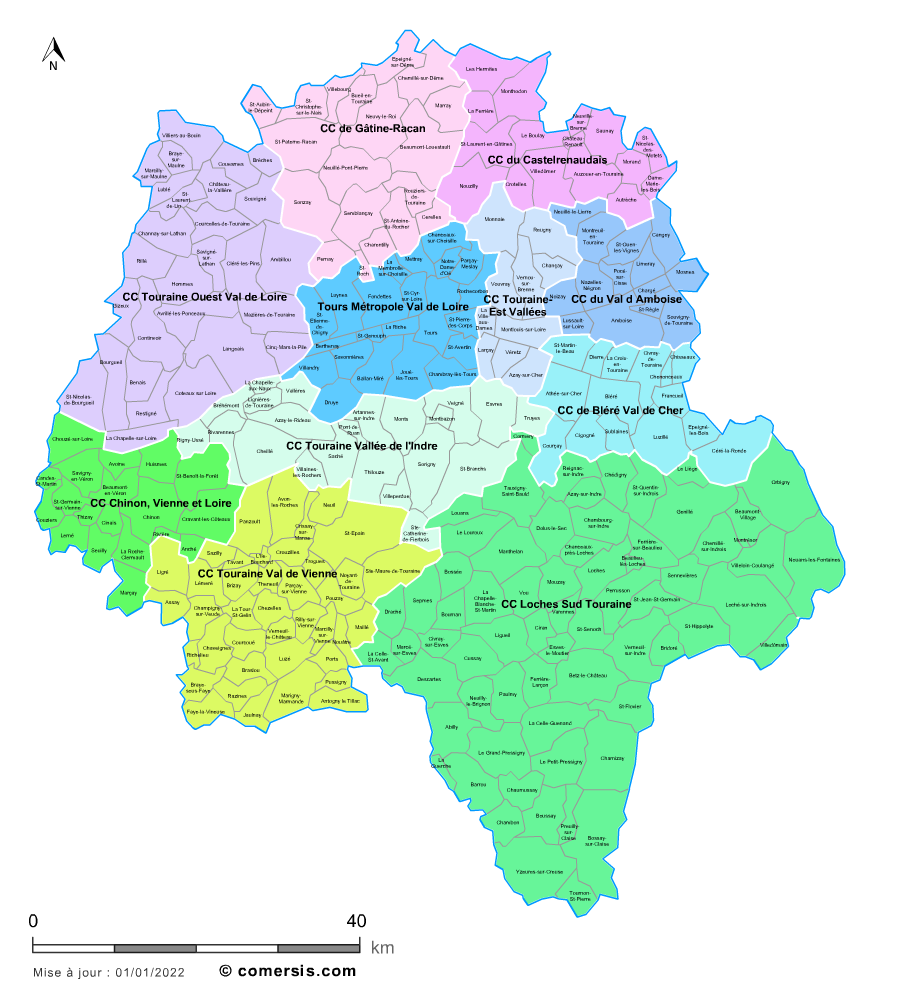 N
CC de Gâtine-Racan
CC du Castelrenaudais
CC Touraine Ouest Val de Loire
Tours Métropole Val de Loire
CC Touraine-
Est Vallées
CC du Val d Amboise
CC de Bléré Val de Cher
CC Touraine Vallée de l'Indre
CC Chinon, Vienne et Loire
CC Touraine Val de Vienne
CC Loches Sud Touraine
Epeigné
sur-Dême
Chemillé-sur-Dême
Villebourg
Bueil-en-
Touraine
St-
Christophe-
sur-le-Nais
St-Aubin-
le-Dépeint
Marray
Neuvy-le-Roi
St-Paterne-Racan
Beaumont-Louestault
Neuillé-Pont-Pierre
Rouziers-
de-
Touraine
Sonzay
Semblançay
St-Antoine-
du-Rocher
Cerelles
Charentilly
Pernay
Les Hermites
Monthodon
La Ferrière
Le Boulay
Neuville-
sur-
Brenne
Château-
Renault
Saunay
St-
Nicolas-
des-
Motets
St-Laurent-en-Gâtines
Villedômer
Auzouer-en-Touraine
Morand
Dame-
Marie-
les-Bois
Nouzilly
Crotelles
Autrèche
Villiers-au-Bouin
Braye-
sur-
Maulne
Marcilly-
sur-Maulne
Couesmes
Brèches
Lublé
St-
Laurent-
de-Lin
Château-
la-Vallière
Souvigné
Channay-sur-Lathan
Courcelles-de-Touraine
Rillé
Savigné-
sur-
Lathan
Cléré-les-Pins
Ambillou
Hommes
Avrillé-les-Ponceaux
Mazières-de-Touraine
Continvoir
Langeais
Cinq-Mars-la-Pile
Bourgueil
Benais
Restigné
Coteaux sur Loire
St-Nicolas-
de-Bourgueil
La Chapelle-sur-Loire
Chanceaux-
sur-Choisille
St-
Roch
La
Membrolle-
sur-Choisille
Mettray
Notre-
Dame-
d'Oé
Parçay-
Meslay
Rochecorbon
Luynes
Fondettes
St-Cyr-
sur-Loire
St-
Etienne-
de-
Chigny
La Riche
Tours
St-Pierre-
des-Corps
St-Genouph
Berthenay
Savonnières
St-Avertin
Villandry
Ballan-Miré
Joué-
lès-Tours
Chambray-lès-Tours
Druye
Monnaie
Reugny
Chançay
Vouvray
Vernou-
sur-
Brenne
Noizay
La
Ville
aux-
Dames
Montlouis-sur-Loire
Larçay
Véretz
Azay-sur-Cher
Neuillé-le-Lierre
Montreuil-
en-
Touraine
St-Ouen-
les-Vignes
Cangey
Limeray
Mosnes
Pocé-
sur-
Cisse
Nazelles-
Négron
Chargé
St-Règle
Amboise
Souvigny-
de-Touraine
Lussault-
sur-Loire
St-Martin-
le-Beau
Dierre
La Croix-
en-
Touraine
Civray-
de-
Touraine
Chisseaux
Chenonceaux
Francueil
Athée-sur-Cher
Bléré
Cigogné
Sublaines
Luzillé
Epeigné-
les-Bois
Céré-la-Ronde
Courçay
La Chapelle
Vallères
Lignières-
de-Touraine
Bréhémont
Rivarennes
Rigny-Ussé
Azay-le-Rideau
Artannes-
sur-Indre
Pont-de-
Ruan
Monts
Montbazon
Veigné
Esvres
Truyes
Cormery
Cheillé
Saché
Villaines-
les-Rochers
Thilouze
Sorigny
St-Branchs
Villeperdue
Ste-
Catherine
de-Fierbois
Chouzé-sur-Loire
Avoine
Huismes
St-Benoît-la-Forêt
Savigny-
en-Véron
Beaumont-
en-Véron
Candes-
St-Martin
St-Germain-
sur-Vienne
Couziers
Thizay
Cinais
Chinon
Cravant-les-Côteaux
Lerné
Seuilly
La Roche-
Clermault
Rivière
Anché
Marçay
Avon-
les-Roches
Neuil
Panzoult
Crissay-
sur-
Manse
St-Epain
Sazilly
Tavant
L'Ile
Bouchard
Crouzilles
Trogues
Ste-Maure-de-Touraine
Ligré
Lémeré
Brizay
Theneuil
Parçay-
sur-Vienne
Noyant-
de-
Touraine
Pouzay
Assay
Champigny-
sur-Veude
La Tour-
St-Gelin
Chezelles
Rilly-sur-
Vienne
Verneuil-
le-Château
Marcilly-
sur-
Vienne
Maillé
Nouâtre
Chaveignes
Courcoué
Richelieu
Luzé
Ports
Braslou
Braye-
sous-Faye
Razines
Marigny-
Marmande
Pussigny
Antogny le Tillac
Faye-la-Vineuse
Jaulnay
Reignac-
sur-Indre
Chédigny
St-Quentin-
sur-Indrois
Le Liège
Orbigny
Tauxigny-
Saint-Bauld
Azay-sur-Indre
Genillé
Beaumont-
Village
Louans
Le Louroux
Dolus-le-Sec
Chambourg-
sur-Indre
Chanceaux-
près-Loches
Ferrière-
sur-Beaulieu
Chemillé-
sur-Indrois
Montrésor
Manthelan
Bossée
Loches
Beaulieu-
lès-Loches
Villeloin-Coulangé
Nouans-les-Fontaines
Sennevières
Mouzay
Perrusson
St-Jean-St-Germain
Loché-sur-Indrois
Draché
Sepmes
La
Chapelle-
Blanche-
St-Martin
Vou
Varennes
Bournan
Ligueil
Ciran
St-Senoch
St-Hippolyte
Villedômain
La Celle-
St-Avant
Marcé-
sur-Esves
Civray-
sur-Esves
Esves-
le-Moutier
Verneuil-
sur-Indre
Bridoré
Cussay
Descartes
Ferrière-
Larçon
Betz-le-Château
Neuilly-
le-Brignon
Paulmy
St-Flovier
Abilly
La Celle-Guenand
La
Guerche
Le Grand-Pressigny
Le Petit-Pressigny
Charnizay
Barrou
Chaumussay
Chambon
Boussay
Preuilly-
sur-
Claise
Bossay-
sur-Claise
Yzeures-sur-Creuse
Tournon-
St-Pierre
0
40
km
Mise à jour : 01/01/2022
© comersis.com